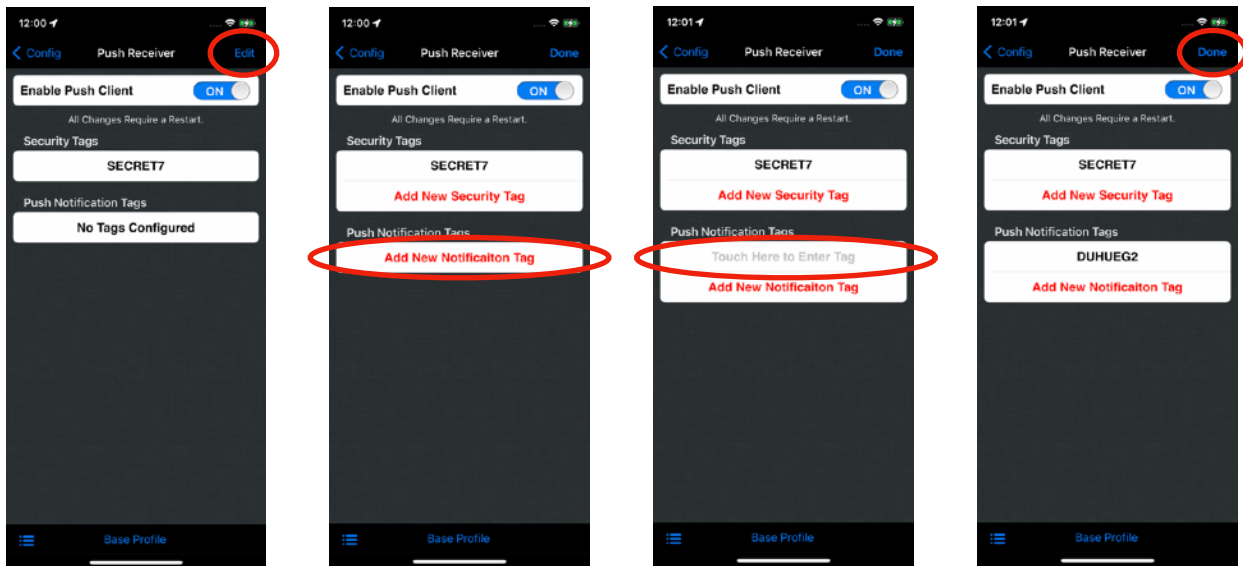 12:00
Config Push Receiver Edit
Enable Push Client ON
All Changes Require a Restart.
Security Tags
SECRET7
Push Notification Tags
No Tags Configured
Base Profile
12:00
Config Push Receiver Done
Enable Push Client ON
All Changes Require a Restart.
Security Tags
SECRET7
Add New Security Tag
Push Notification Tags
Add New Notificaiton Tag
Base Profile
12:01
Config Push Receiver Done
Enable Push Client ON
All Changes Require a Restart.
Security Tags
SECRET7
Add New Security Tag
Push Notification Tags
Touch Here to Enter Tag
Add New Notificaiton Tag
Base Profile
12:01
Config Push Receiver Done
Enable Push Client ON
All Changes Require a Restart.
Security Tags
SECRET7
Add New Security Tag
Push Notification Tags
DUHUEG2
Add New Notificaiton Tag
Base Profile